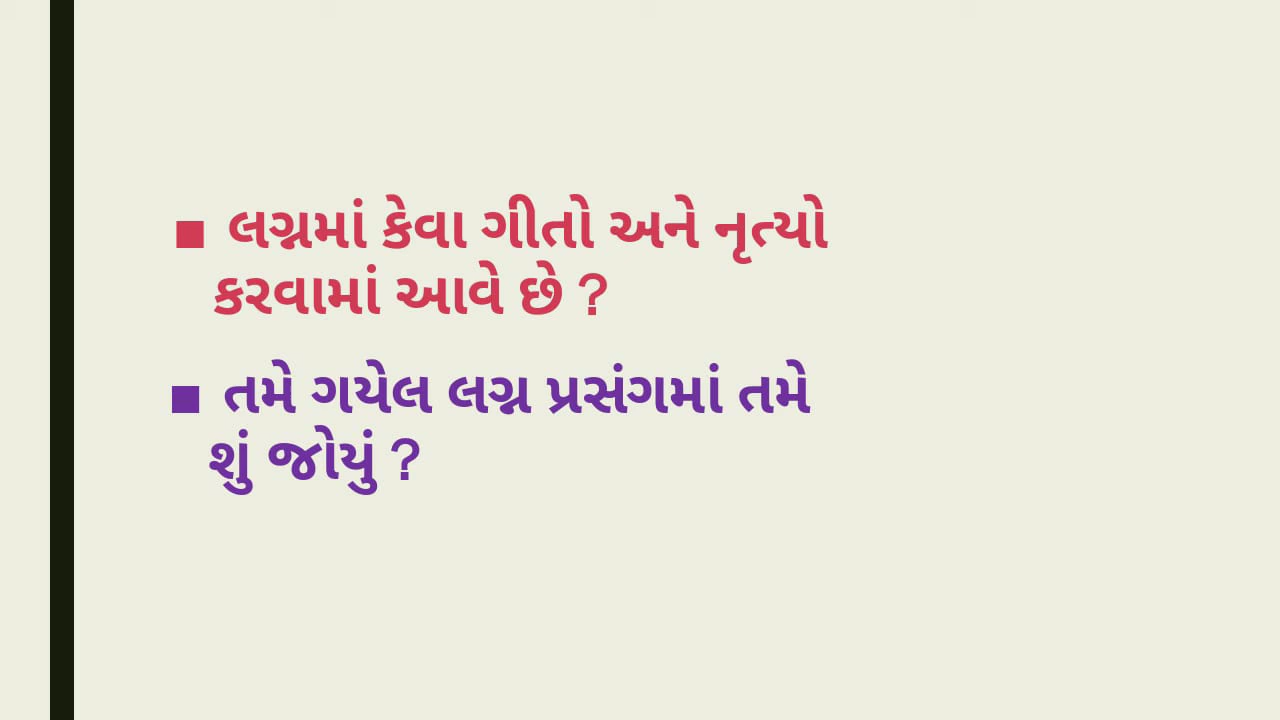 ▪ લગ્નમાં કેવા ગીતો અને નૃત્યો
કરવામાં આવે છે ?
▪ તમે ગયેલ લગ્ન પ્રસંગમાં તમે
શું જોયું ?